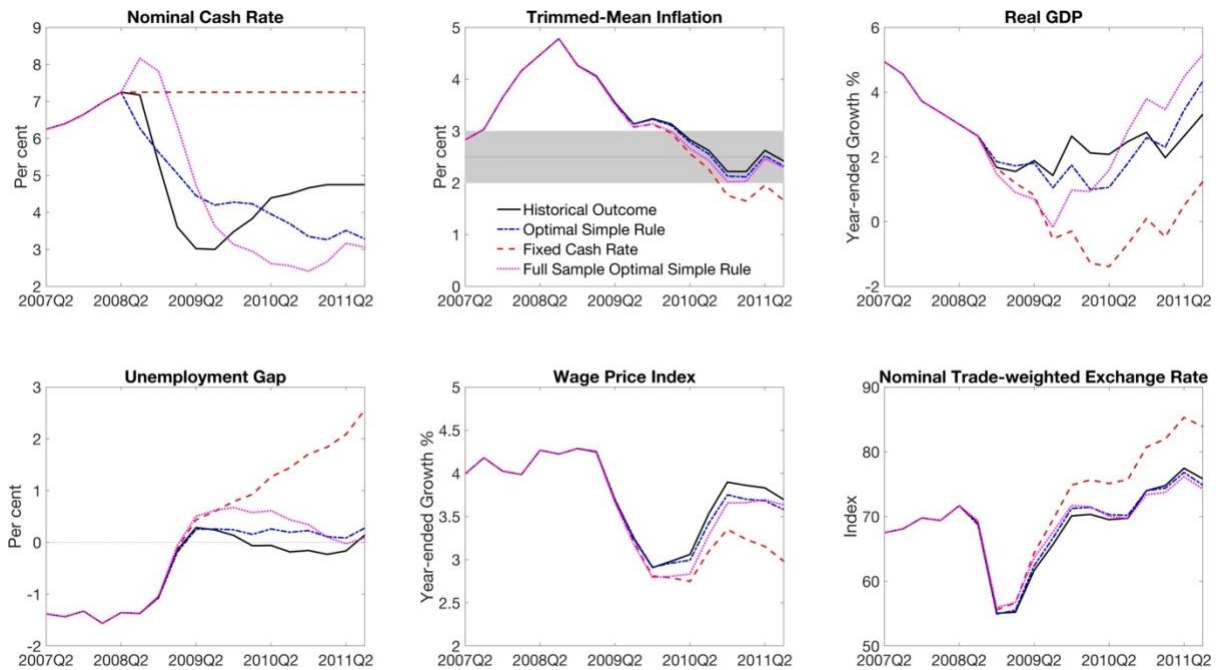 Nominal Cash Rate
Per cent
9
8
7
6
5
4
3
2
2007Q2 2008Q2 2009Q2 2010Q2 2011Q2
Trimmed-Mean Inflation
Per cent
5
4
3
2
1
0
Historical Outcome
Optimal Simple Rule
Fixed Cash Rate
Full Sample Optimal Simple Rule
2007Q2 2008Q2 2009Q2 2010Q2 2011Q2
Real GDP
Year-ended Growth %
6
4
2
0
-2
2007Q2 2008Q2 2009Q2 2010Q2 2011Q2
Unemployment Gap
Per cent
3
2
1
0
-1
-2
2007Q2 2008Q2 2009Q2 2010Q2 2011Q2
Wage Price Index
Year-ended Growth %
5
4.5
4
3.5
3
2.5
2
2007Q2 2008Q2 2009Q2 2010Q2 2011Q2
Nominal Trade-weighted Exchange Rate
Index
90
80
70
60
50
2007Q2 2008Q2 2009Q2 2010Q2 2011Q2